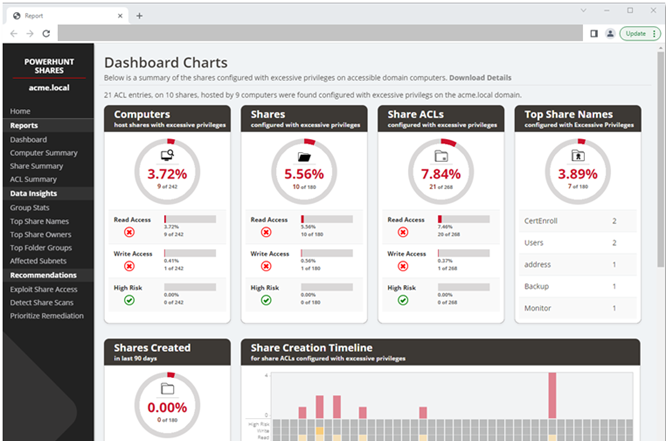 Report
Update
POWERHUNT
SHARES
acme.local
Home
Reports
Dashboard
Computer Summary
Share Summary
ACL Summary
Data Insights
Group Stats
Top Share Names
Top Share Owners
Top Folder Groups
Affected Subnets
Recommendations
Exploit Share Access
Detect Share Scans
Prioritize Remediation
Dashboard Charts
Below is a summary of the shares configured with excessive privileges on accessible domain computers. Download Details
21 ACL entries, on 10 shares, hosted by 9 computers were found configured with excessive privilegs on the acme.local domain.
Computers
host shares with excessive privileges
3.72%
9 of 242
Read Access
3.72%
9 of 242
Write Access
0.41%
1 of 242
High Risk
0.00%
0 of 242
Shares
configured with excessive privileges
5.56%
10 of 180
Read Access
5.56%
10 of 180
Write Access
0.56%
1 of 180
High Risk
0.00%
0 of 180
Share ACLs
configured with excessive privileges
7.84%
21 of 268
Read Access
7.46%
20 of 268
Write Access
0.37%
1 of 268
High Risk
0.00%
0 of 268
Top Share Names
configured with Excessive Privileges
3.89%
7 of 180
CertEnroll 2
Users 2
address 1
Backup 1
Monitor 1
Shares Created
in last 90 days
0.00%
0 of 180
Share Creation Timeline
for share ACLs configured with excessive privileges
4
0
High Risk
Write
Read